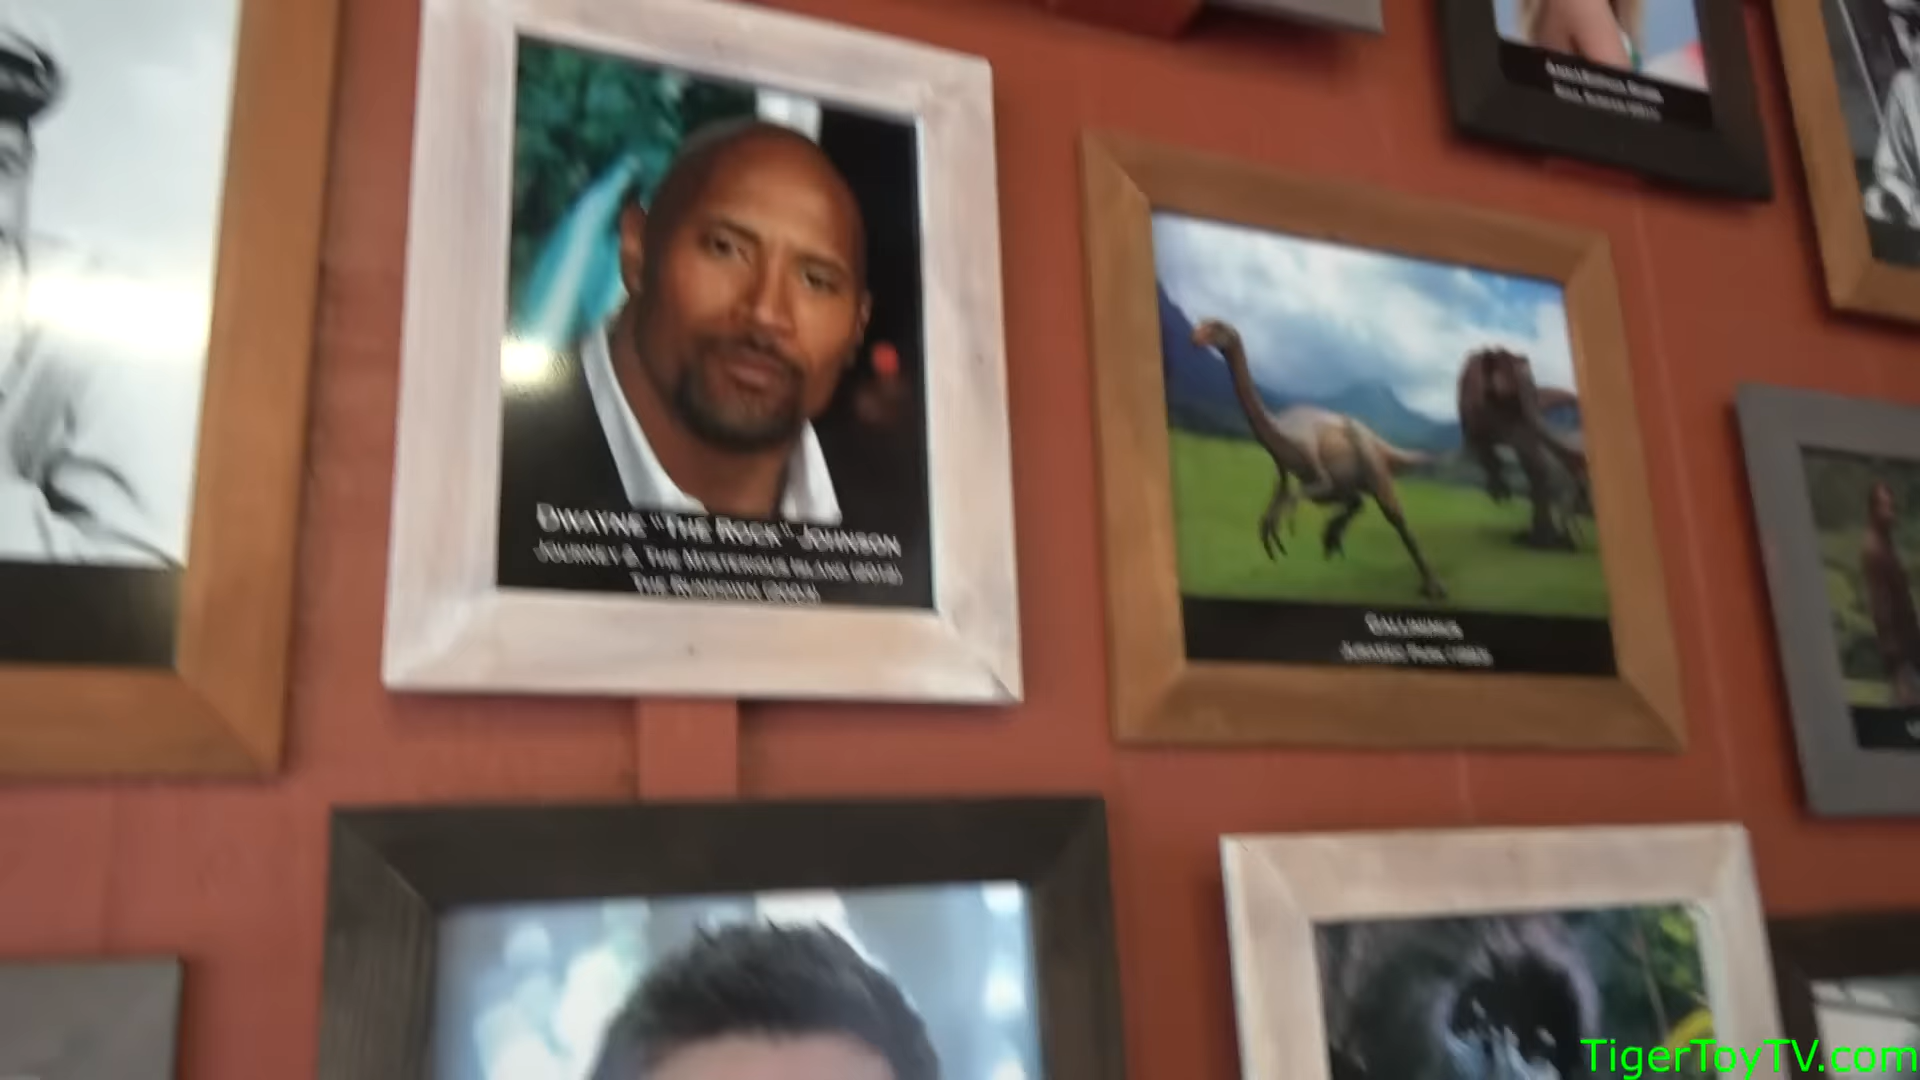 DWAYNE "THE ROCK" JOHNSON
JOURNEY 2: THE MYSTERIOUS ISLAND (2012)
THE RUNDOWN (2003)
GALLIMIMUS
JURASSIC PARK (1993)
TigerToyTV.com